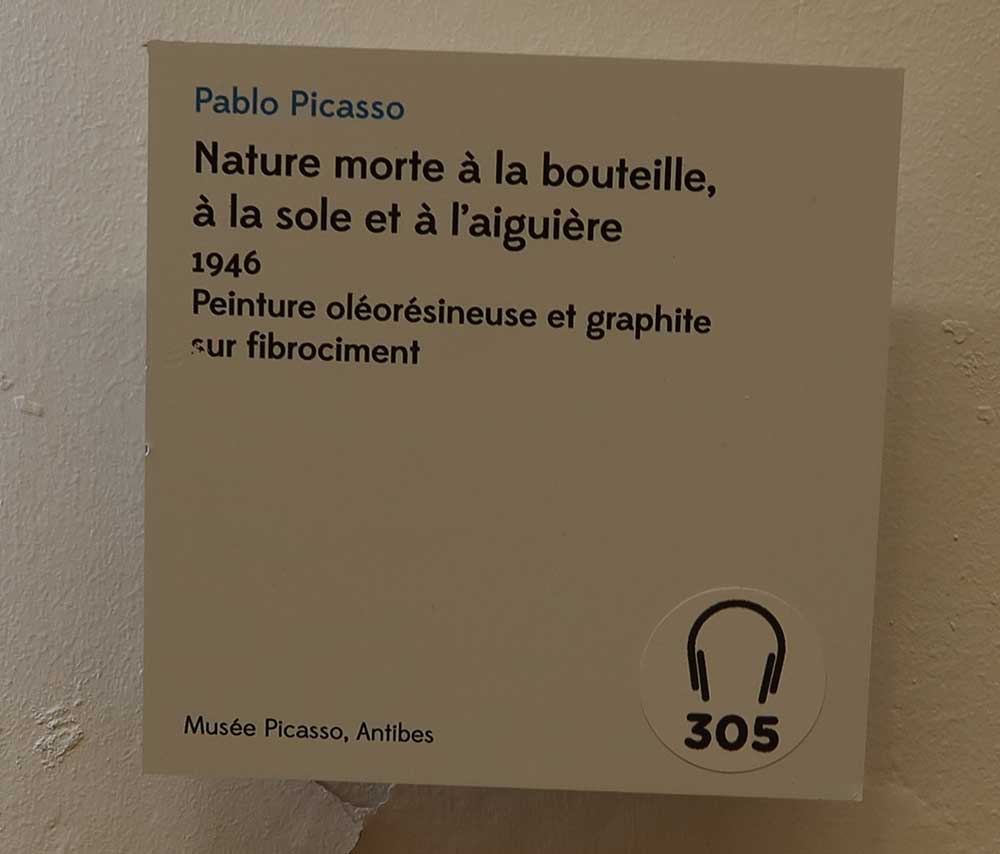 Pablo Picasso
Nature morte à la bouteille,
à la sole et à l'aiguière
1946
Peinture oléorésineuse et graphite
sur fibrociment
Musée Picasso, Antibes
305